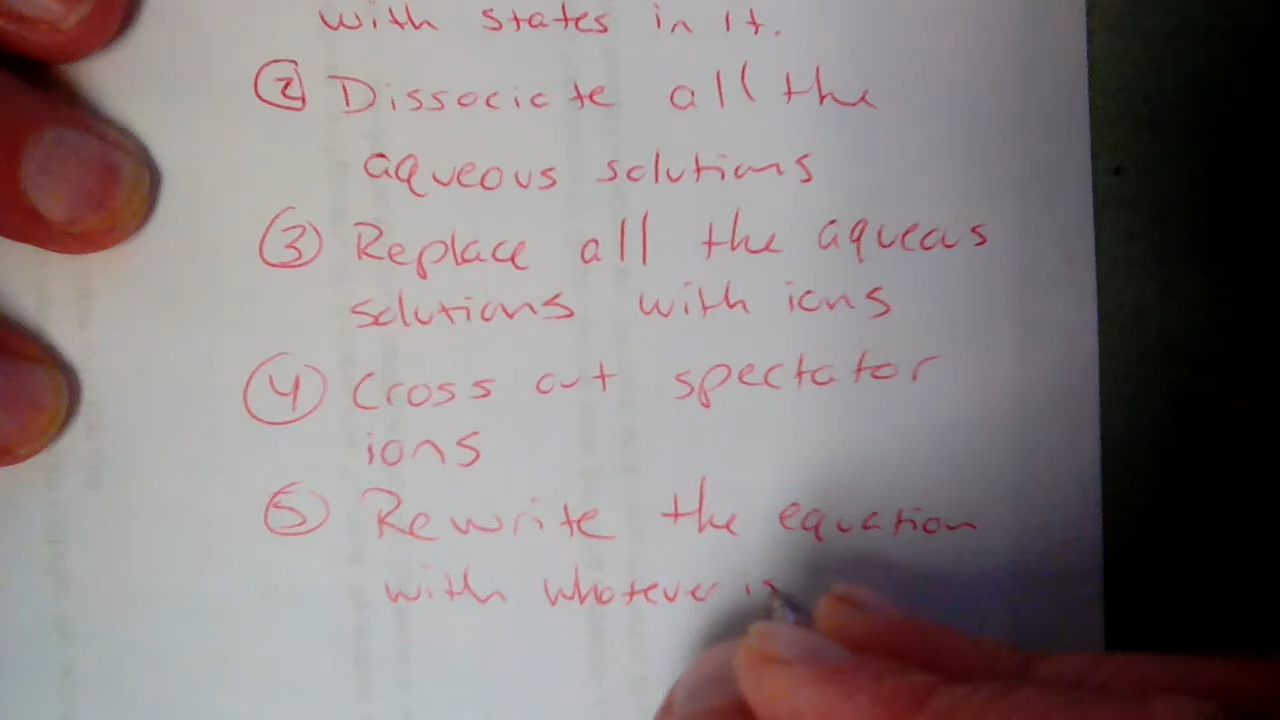 with states in it.
② Dissociate all the
aqueous solutions
③ Replace all the aqueous
solutions with ions
④ Cross out spectator
ions
⑤ Rewrite the equation
with whatever is